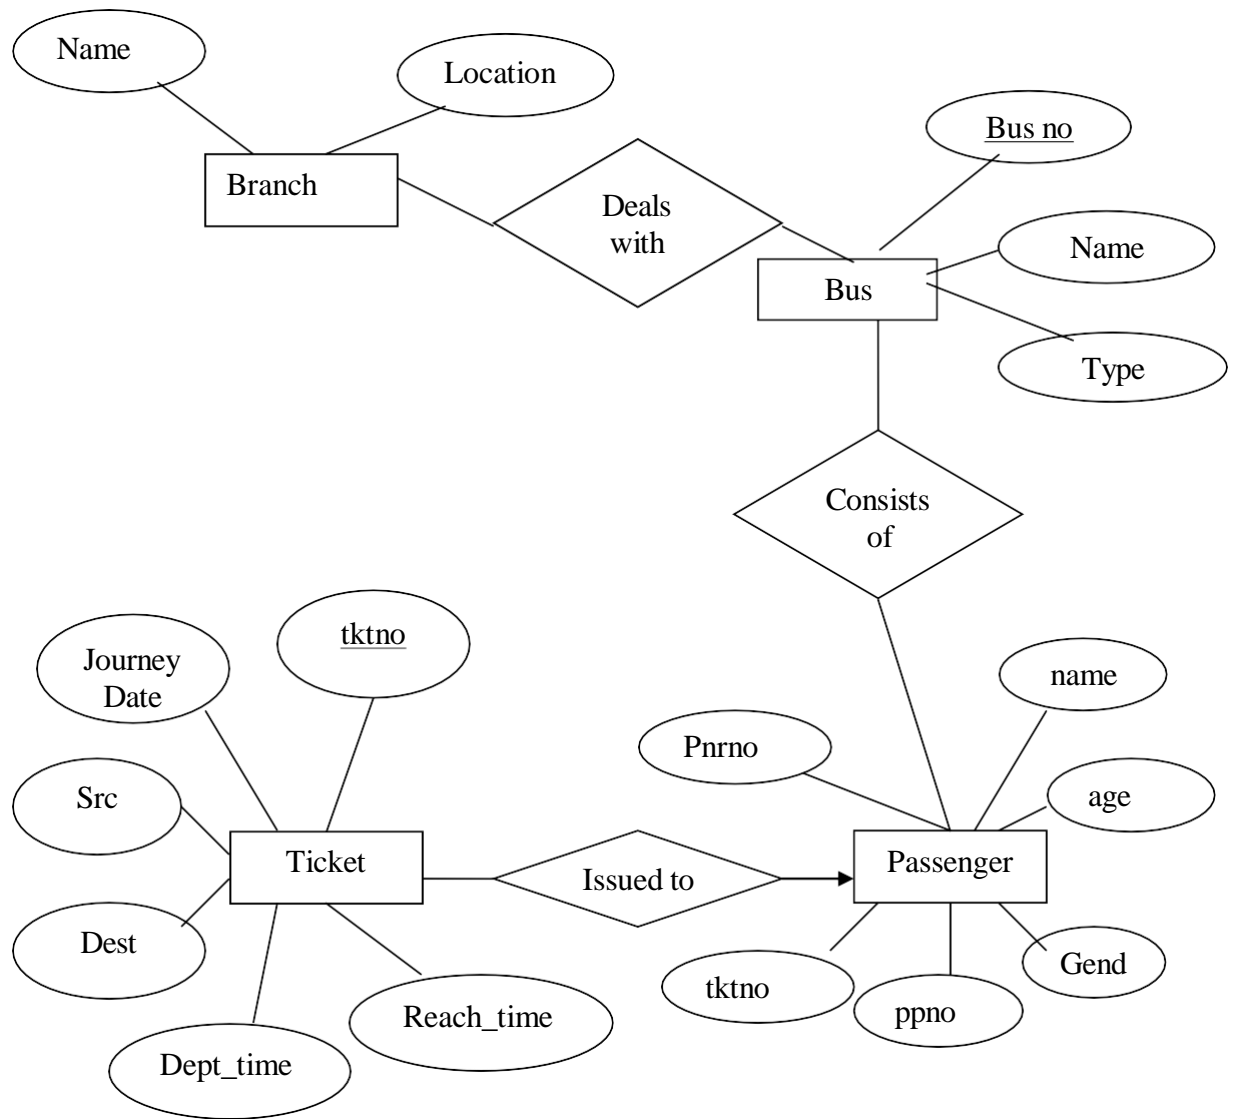 Name
Location
Bus no
Branch
Deals
with
Name
Bus
Type
Consists
of
tktno
Journey
Date
name
Pnrno
Src
age
Ticket
Issued to
Passenger
Dest
Gend
tktno
ppno
Reach_time
Dept_time